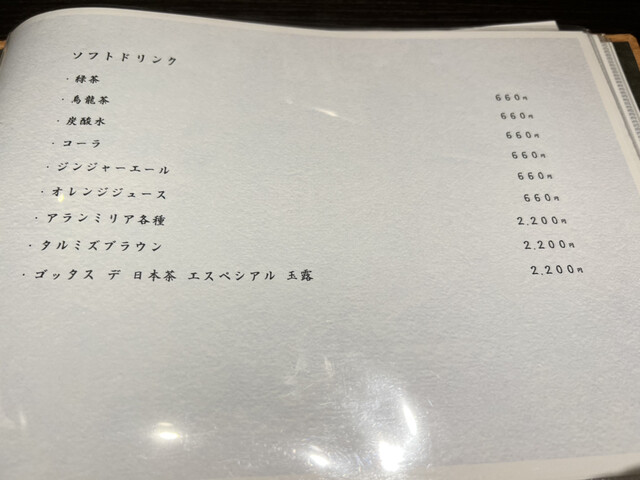 ソフトドリンク
・緑茶 660円
・烏龍茶 660円
・炭酸水 660円
・コーラ 660円
・ジンジャーエール 660円
・オレンジジュース 660円
・アランミリア各種 2.200円
・タルミズブラウン 2.200円
・ゴッタス デ 日本茶 エスペシアル 玉露 2.200円